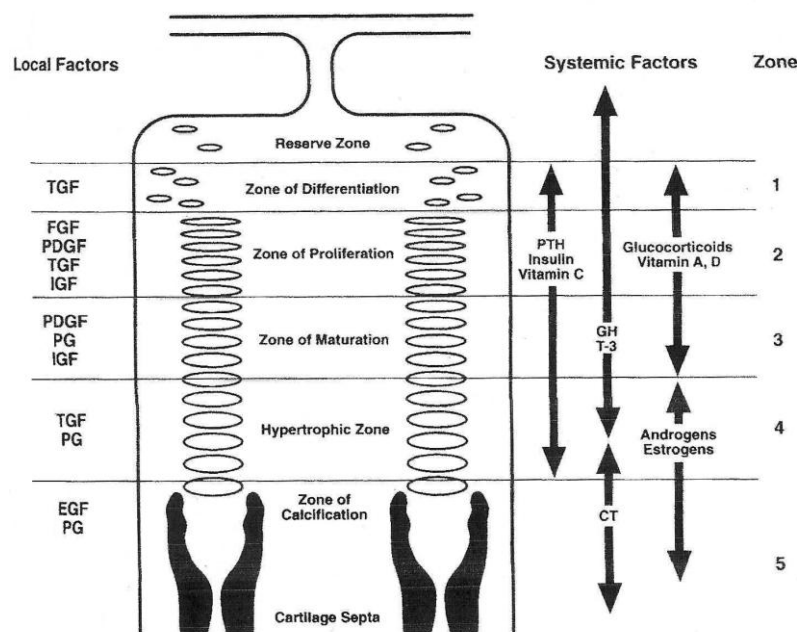 Local Factors
Systemic Factors
Zone
Reserve Zone
TGF
Zone of Differentiation
1
FGF
PDGF
TGF
IGF
Zone of Proliferation
PTH
Insulin
Vitamin C
Glucocorticoids
Vitamin A, D
2
PDGF
PG
IGF
Zone of Maturation
GH
T-3
3
TGF
PG
Hypertrophic Zone
Androgens
Estrogens
4
EGF
PG
Zone of
Calcification
CT
5
Cartilage Septa